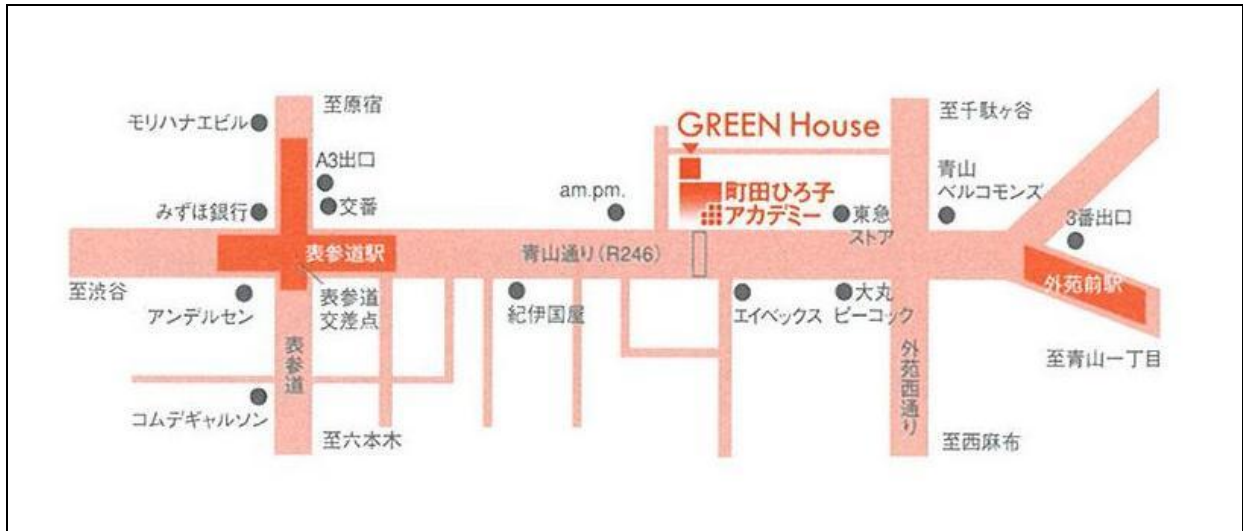 至原宿
モリハナエビル
A3出口
みずほ銀行
交番
表参道駅
至渋谷
アンデルセン
表参道
交差点
表参道
コムデギャルソン
至六本木
am.pm.
青山通り(R246)
紀伊国屋
GREEN House
町田ひろ子
アカデミー
東急
ストア
エイベックス
大丸
ピーコック
至千駄ヶ谷
青山
ベルコモンズ
3番出口
外苑前駅
至青山一丁目
外苑西通り
至西麻布